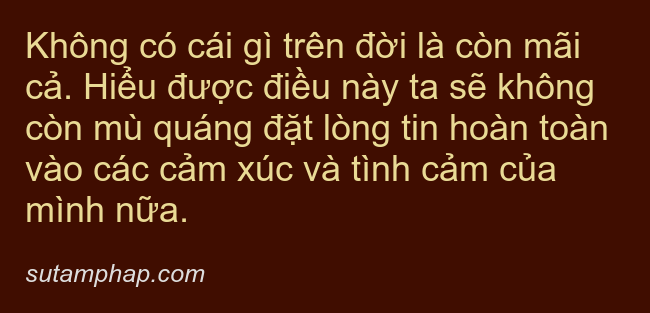 Không có cái gì trên đời là còn mãi
cả. Hiểu được điều này ta sẽ không
còn mù quáng đặt lòng tin hoàn toàn
vào các cảm xúc và tình cảm của
mình nữa.
sutamphap.com